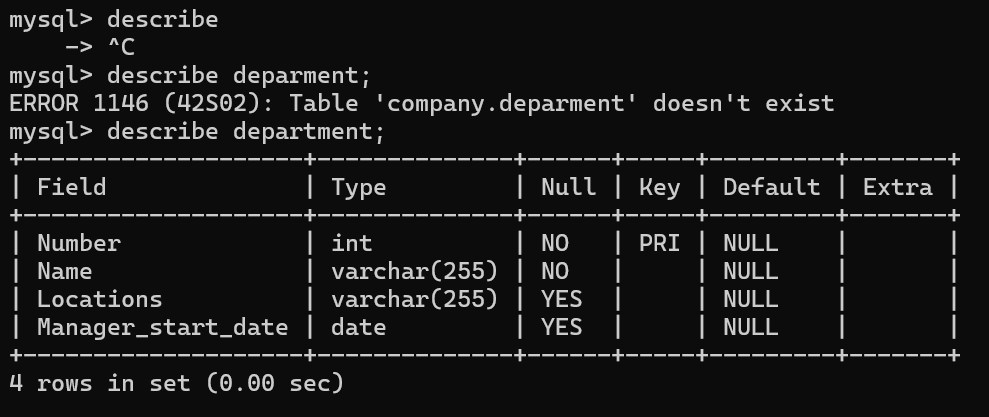 mysql> describe
    -> ^C
mysql> describe deparment;
ERROR 1146 (42S02): Table 'company.deparment' doesn't exist
mysql> describe department;
+--------------------+--------------+------+-----+---------+-------+
| Field              | Type         | Null | Key | Default | Extra |
+--------------------+--------------+------+-----+---------+-------+
| Number             | int          | NO   | PRI | NULL    |       |
| Name               | varchar(255) | NO   |     | NULL    |       |
| Locations          | varchar(255) | YES  |     | NULL    |       |
| Manager_start_date | date         | YES  |     | NULL    |       |
+--------------------+--------------+------+-----+---------+-------+
4 rows in set (0.00 sec)